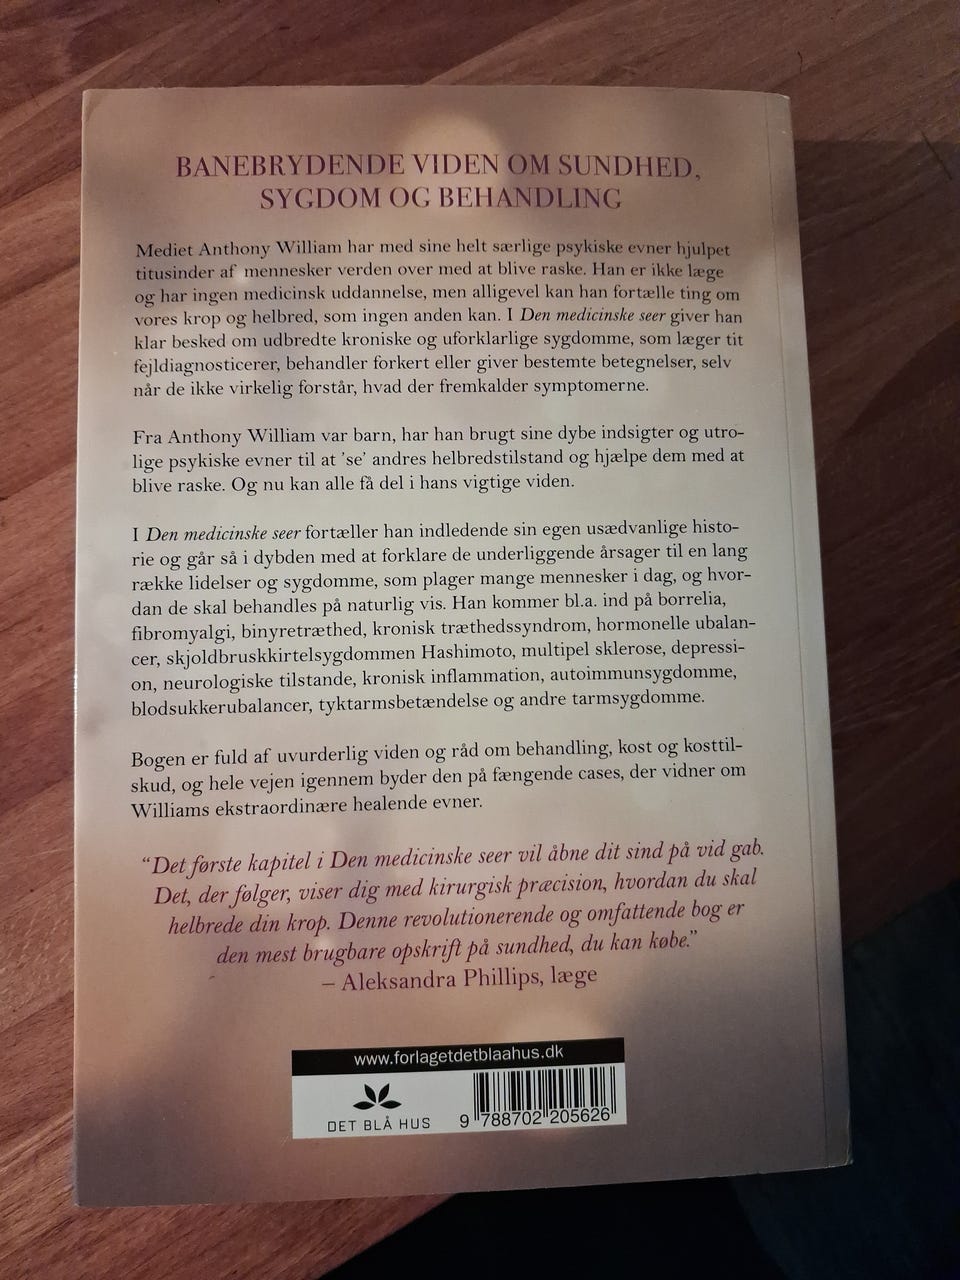 BANEBRYDENDE VIDEN OM SUNDHED,
SYGDOM OG BEHANDLING
Mediet Anthony William har med sine helt særlige psykiske evner hjulpet
titusinder af mennesker verden over med at blive raske. Han er ikke læge
og har ingen medicinsk uddannelse, men alligevel kan han fortælle ting om
vores krop og helbred, som ingen anden kan. I Den medicinske seer giver han
klar besked om udbredte kroniske og uforklarlige sygdomme, som læger tit
fejldiagnosticerer, behandler forkert eller giver bestemte betegnelser, selv
når de ikke virkelig forstår, hvad der fremkalder symptomerne.
Fra Anthony William var barn, har han brugt sine dybe indsigter og utro-
lige psykiske evner til at 'se' andres helbredstilstand og hjælpe dem med at
blive raske. Og nu kan alle få del i hans vigtige viden.
I Den medicinske seer fortæller han indledende sin egen usædvanlige histo-
rie og går så i dybden med at forklare de underliggende årsager til en lang
række lidelser og sygdomme, som plager mange mennesker i dag, og hvor-
dan de skal behandles på naturlig vis. Han kommer bl.a. ind på borrelia,
fibromyalgi, binyretræthed, kronisk træthedssyndrom, hormonelle ubalan-
cer, skjoldbruskkirtelsygdommen Hashimoto, multipel sklerose, depressi-
on, neurologiske tilstande, kronisk inflammation, autoimmunsygdomme,
blodsukkerubalancer, tyktarmsbetændelse og andre tarmsygdomme.
Bogen er fuld af uvurderlig viden og råd om behandling, kost og kosttil-
skud, og hele vejen igennem byder den på fængende cases, der vidner om
Williams ekstraordinære healende evner.
“Det første kapitel i Den medicinske seer vil åbne dit sind på vid gab.
Det, der følger, viser dig med kirurgisk præcision, hvordan du skal
helbrede din krop. Denne revolutionerende og omfattende bog er
den mest brugbare opskrift på sundhed, du kan købe.”
– Aleksandra Phillips, læge
www.forlagetdetblaahus.dk
DET BLÅ HUS
9 788702 205626